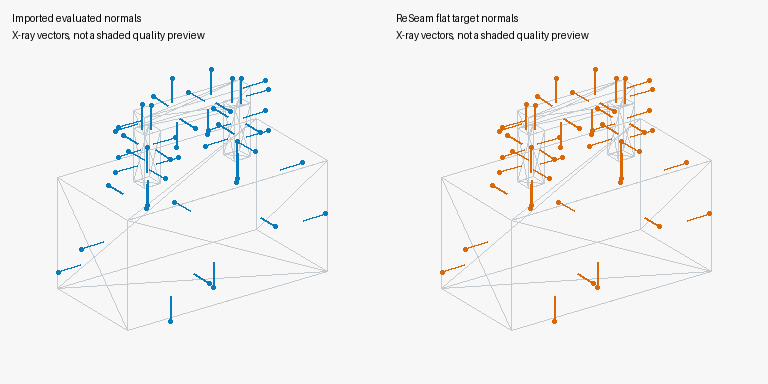 Imported evaluated normals
X-ray vectors, not a shaded quality preview
ReSeam flat target normals
X-ray vectors, not a shaded quality preview